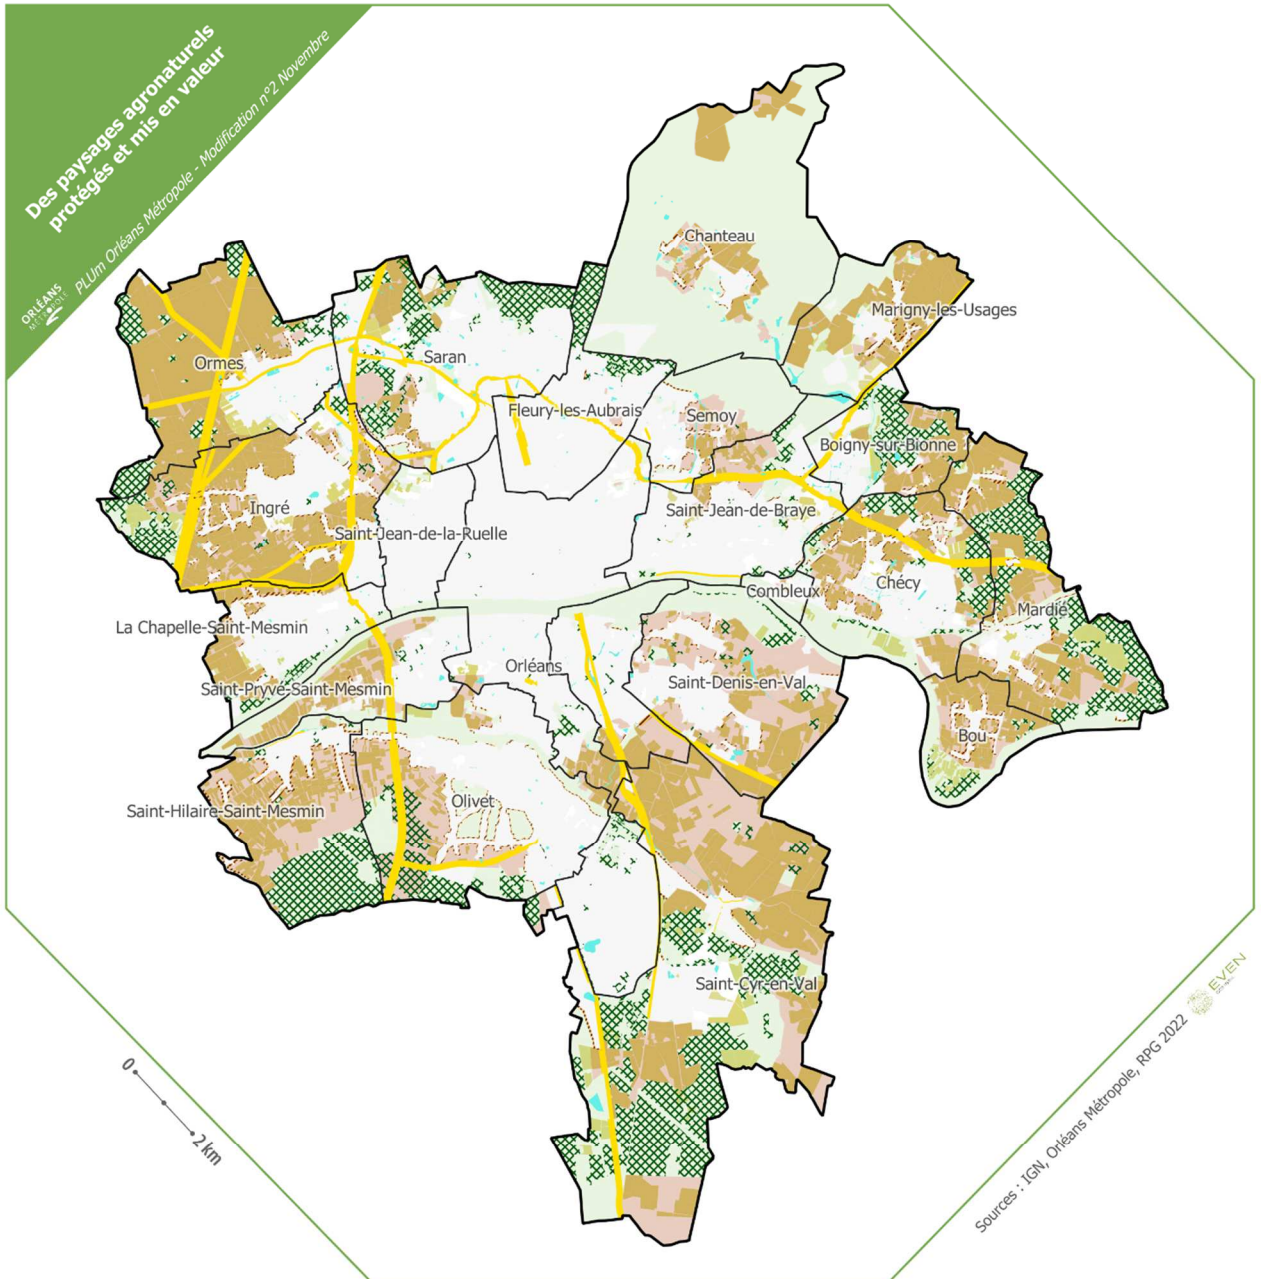 Des paysages agronaturels
protégés et mis en valeur
PLUm Orléans Métropole - Modification n°2 Novembre
ORLÉANS
MÉTROPOLE
Chanteau
Marigny-les-Usages
Ormes
Saran
Fleury-les-Aubrais
Semoy
Boigny-sur-Bionne
Ingré
Saint-Jean-de-Braye
Saint-Jean-de-la-Ruelle
Chécy
Combleux
Mardié
La Chapelle-Saint-Mesmin
Orléans
Saint-Denis-en-Val
Saint-Pryvé-Saint-Mesmin
Bou
Olivet
Saint-Hilaire-Saint-Mesmin
Saint-Cyr-en-Val
0
2 km
Sources : IGN, Orléans Métropole, RPG 2022
EVEN